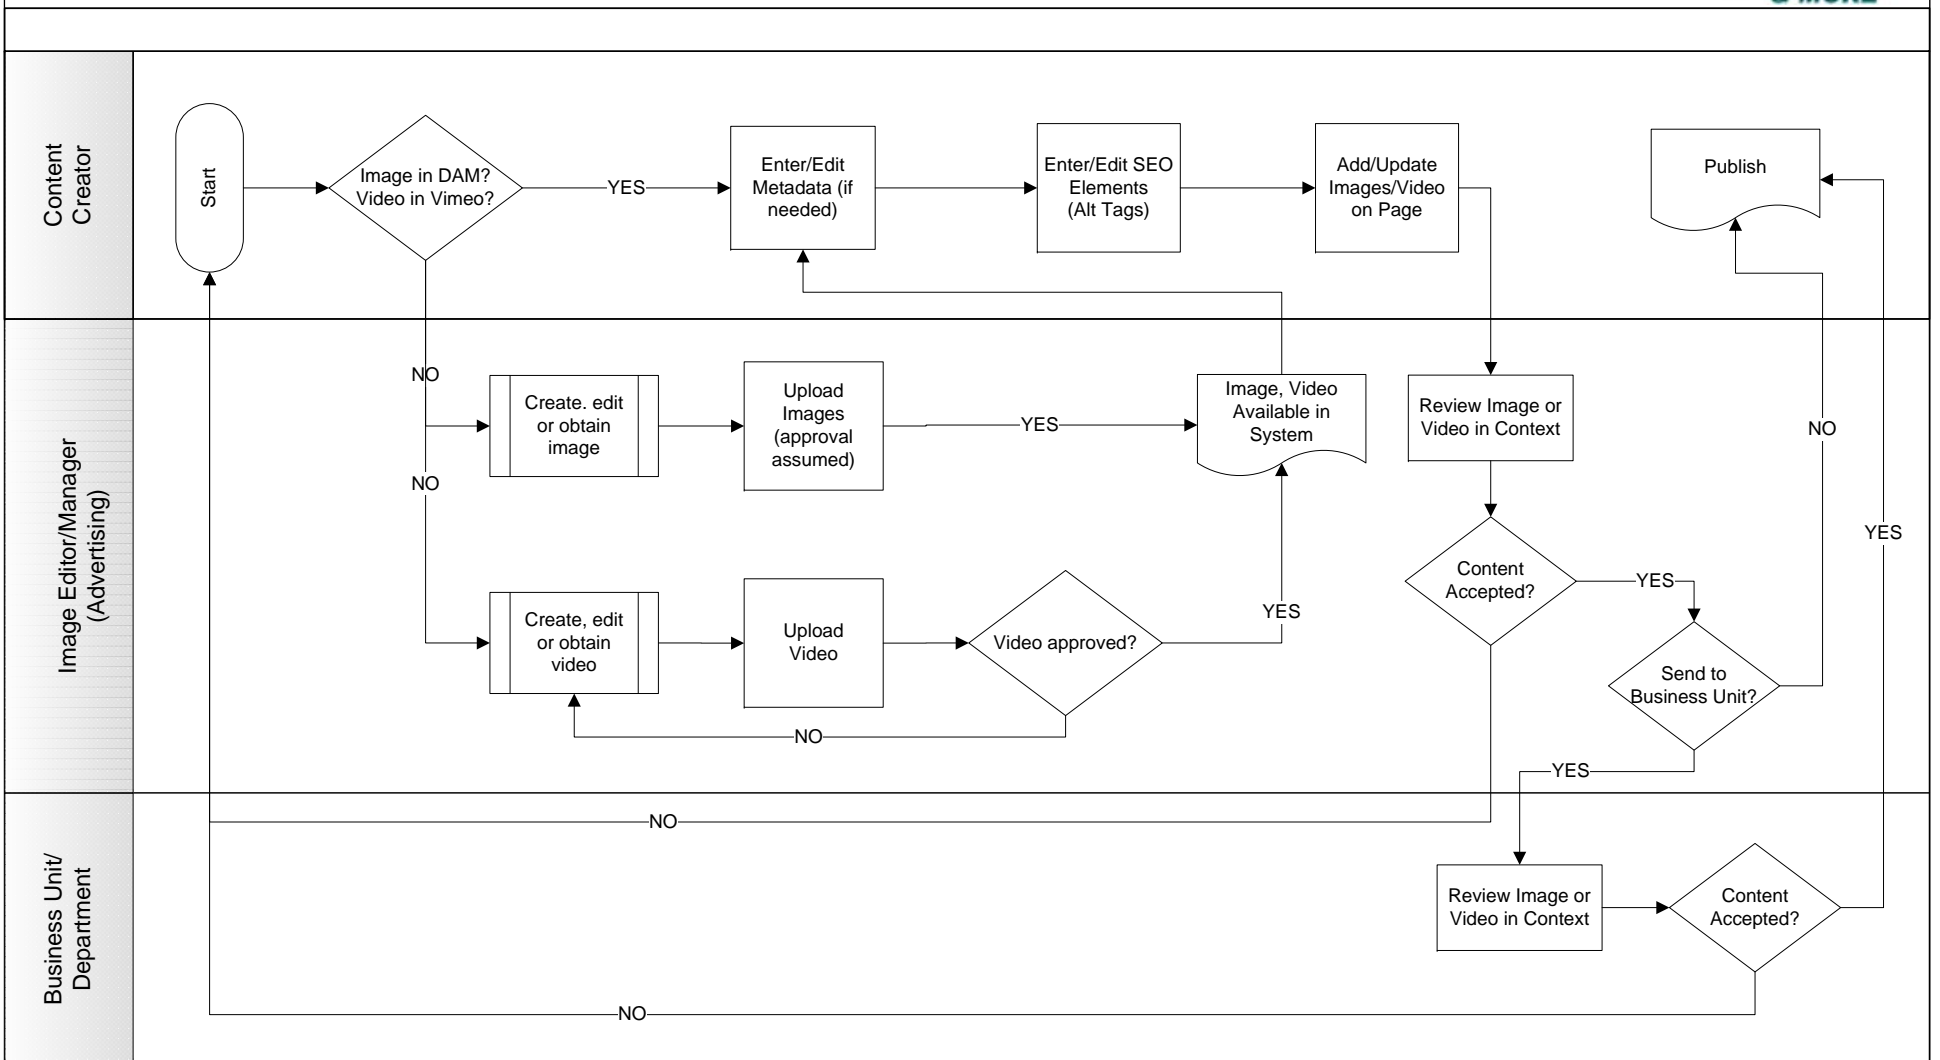 & MORE
Content
Creator
Start
Image in DAM?
Video in Vimeo?
YES
Enter/Edit
Metadata (if
needed)
Enter/Edit SEO
Elements
(Alt Tags)
Add/Update
Images/Video
on Page
Publish
Image Editor/Manager
(Advertising)
NO
Create. edit
or obtain
image
Upload
Images
(approval
assumed)
YES
Image, Video
Available in
System
Review Image or
Video in Context
NO
NO
YES
Content
Accepted?
YES
Create, edit
or obtain
video
Upload
Video
Video approved?
YES
Send to
Business Unit?
NO
YES
Business Unit/
Department
NO
Review Image or
Video in Context
Content
Accepted?
NO